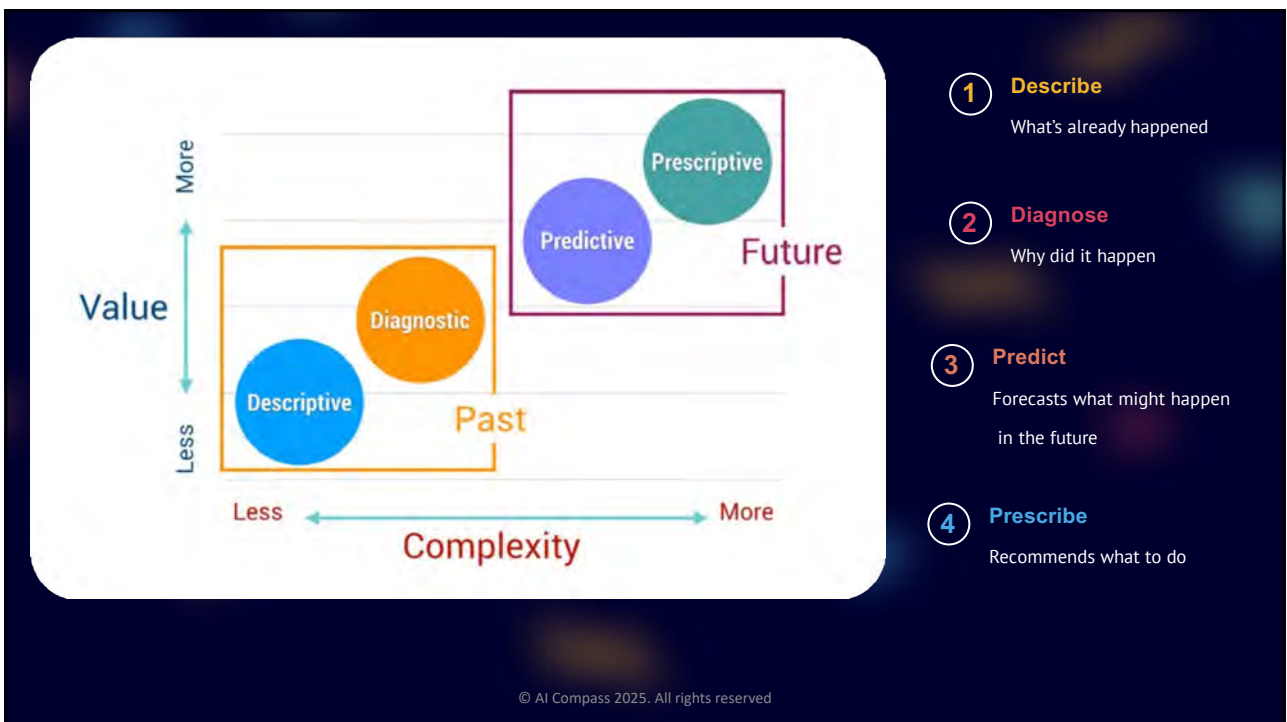 More
Value
Less
Prescriptive
Predictive
Future
Diagnostic
Descriptive
Past
Less
More
Complexity
1
Describe
What’s already happened
2
Diagnose
Why did it happen
3
Predict
Forecasts what might happen
in the future
4
Prescribe
Recommends what to do
© AI Compass 2025. All rights reserved